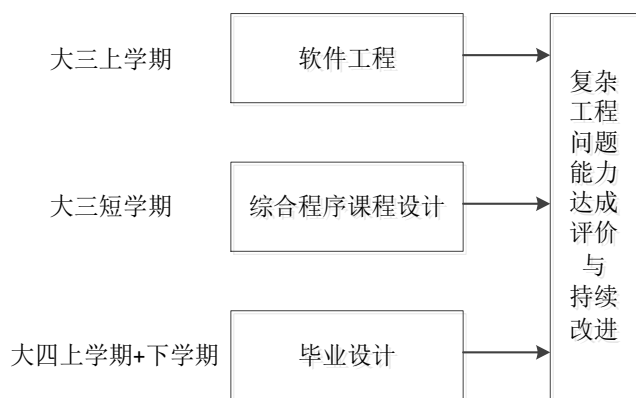 大三上学期
软件工程
大三短学期
综合程序课程设计
大四上学期+下学期
毕业设计
复杂
工程
问题
能力
达成
评价
与
持续
改进